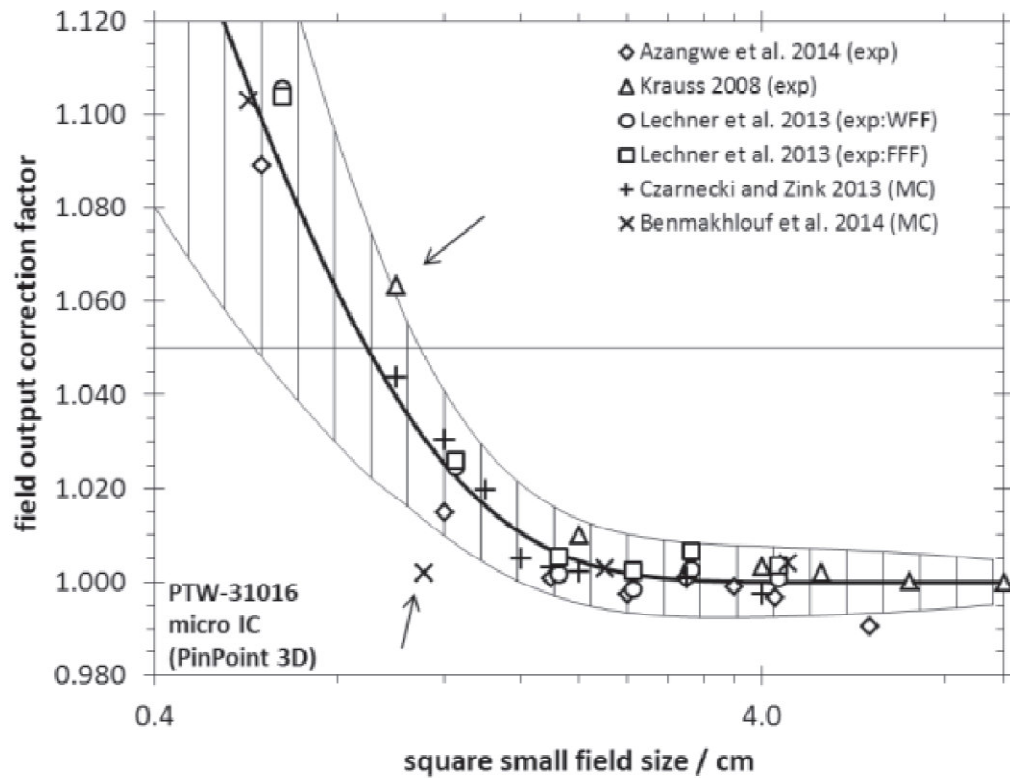 1.120
1.100
1.080
1.060
1.040
1.020
1.000
0.980
field output correction factor
Azangwe et al. 2014 (exp)
Krauss 2008 (exp)
Lechner et al. 2013 (exp:WFF)
Lechner et al. 2013 (exp:FFF)
Czarnecki and Zink 2013 (MC)
Benmakhlouf et al. 2014 (MC)
PTW-31016
micro IC
(PinPoint 3D)
0.4
4.0
square small field size / cm